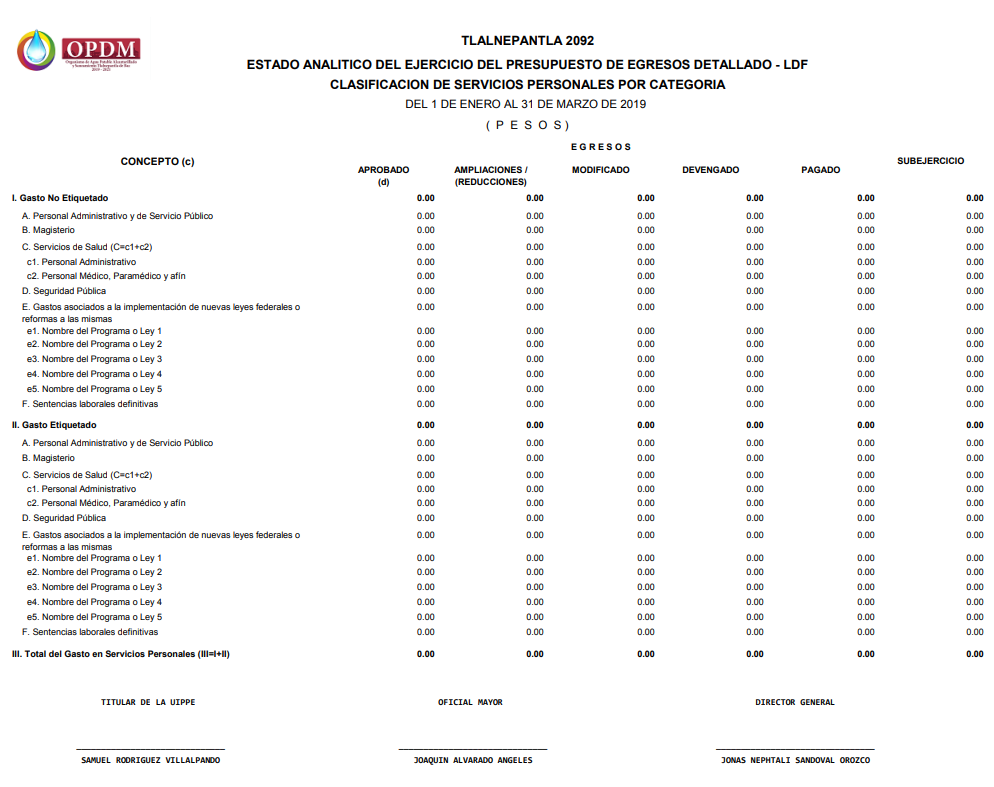 OPDM
Organismo de Agua Potable Alcantarillado
y Saneamiento Tlalnepantla de Baz
2019 - 2021
TLALNEPANTLA 2092
ESTADO ANALITICO DEL EJERCICIO DEL PRESUPUESTO DE EGRESOS DETALLADO - LDF
CLASIFICACION DE SERVICIOS PERSONALES POR CATEGORIA
DEL 1 DE ENERO AL 31 DE MARZO DE 2019
( P E S O S )
E G R E S O S
CONCEPTO (c) SUBEJERCICIO
APROBADO AMPLIACIONES / MODIFICADO DEVENGADO PAGADO
(d) (REDUCCIONES)
I. Gasto No Etiquetado 0.00 0.00 0.00 0.00 0.00 0.00
A. Personal Administrativo y de Servicio Público 0.00 0.00 0.00 0.00 0.00 0.00
B. Magisterio 0.00 0.00 0.00 0.00 0.00 0.00
C. Servicios de Salud (C=c1+c2) 0.00 0.00 0.00 0.00 0.00 0.00
c1. Personal Administrativo 0.00 0.00 0.00 0.00 0.00 0.00
c2. Personal Médico, Paramédico y afín 0.00 0.00 0.00 0.00 0.00 0.00
D. Seguridad Pública 0.00 0.00 0.00 0.00 0.00 0.00
E. Gastos asociados a la implementación de nuevas leyes federales o 0.00 0.00 0.00 0.00 0.00 0.00
reformas a las mismas
e1. Nombre del Programa o Ley 1 0.00 0.00 0.00 0.00 0.00 0.00
e2. Nombre del Programa o Ley 2 0.00 0.00 0.00 0.00 0.00 0.00
e3. Nombre del Programa o Ley 3 0.00 0.00 0.00 0.00 0.00 0.00
e4. Nombre del Programa o Ley 4 0.00 0.00 0.00 0.00 0.00 0.00
e5. Nombre del Programa o Ley 5 0.00 0.00 0.00 0.00 0.00 0.00
F. Sentencias laborales definitivas 0.00 0.00 0.00 0.00 0.00 0.00
II. Gasto Etiquetado 0.00 0.00 0.00 0.00 0.00 0.00
A. Personal Administrativo y de Servicio Público 0.00 0.00 0.00 0.00 0.00 0.00
B. Magisterio 0.00 0.00 0.00 0.00 0.00 0.00
C. Servicios de Salud (C=c1+c2) 0.00 0.00 0.00 0.00 0.00 0.00
c1. Personal Administrativo 0.00 0.00 0.00 0.00 0.00 0.00
c2. Personal Médico, Paramédico y afín 0.00 0.00 0.00 0.00 0.00 0.00
D. Seguridad Pública 0.00 0.00 0.00 0.00 0.00 0.00
E. Gastos asociados a la implementación de nuevas leyes federales o 0.00 0.00 0.00 0.00 0.00 0.00
reformas a las mismas
e1. Nombre del Programa o Ley 1 0.00 0.00 0.00 0.00 0.00 0.00
e2. Nombre del Programa o Ley 2 0.00 0.00 0.00 0.00 0.00 0.00
e3. Nombre del Programa o Ley 3 0.00 0.00 0.00 0.00 0.00 0.00
e4. Nombre del Programa o Ley 4 0.00 0.00 0.00 0.00 0.00 0.00
e5. Nombre del Programa o Ley 5 0.00 0.00 0.00 0.00 0.00 0.00
F. Sentencias laborales definitivas 0.00 0.00 0.00 0.00 0.00 0.00
III. Total del Gasto en Servicios Personales (III=I+II) 0.00 0.00 0.00 0.00 0.00 0.00
TITULAR DE LA UIPPE OFICIAL MAYOR DIRECTOR GENERAL
SAMUEL RODRIGUEZ VILLALPANDO JOAQUIN ALVARADO ANGELES JONAS NEPHTALI SANDOVAL OROZCO